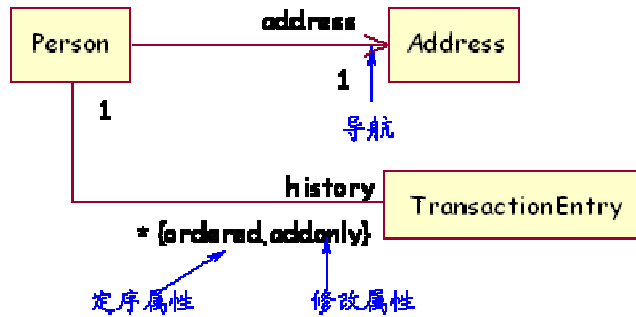 address
Person
Address
1
1
导航
history
TransactionEntry
* {ordered,addonly}
定序属性
修改属性